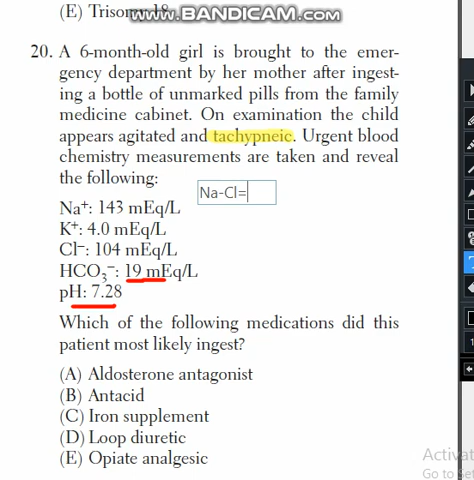 (E) Trisomy 18
www.BANDICAM.com
20. A 6-month-old girl is brought to the emer-
gency department by her mother after ingest-
ing a bottle of unmarked pills from the family
medicine cabinet. On examination the child
appears agitated and tachypneic. Urgent blood
chemistry measurements are taken and reveal
the following:
Na-Cl=
Na⁺: 143 mEq/L
K⁺: 4.0 mEq/L
Cl⁻: 104 mEq/L
HCO₃⁻: 19 mEq/L
pH: 7.28
Which of the following medications did this
patient most likely ingest?
(A) Aldosterone antagonist
(B) Antacid
(C) Iron supplement
(D) Loop diuretic
(E) Opiate analgesic
Activat
Go to Set